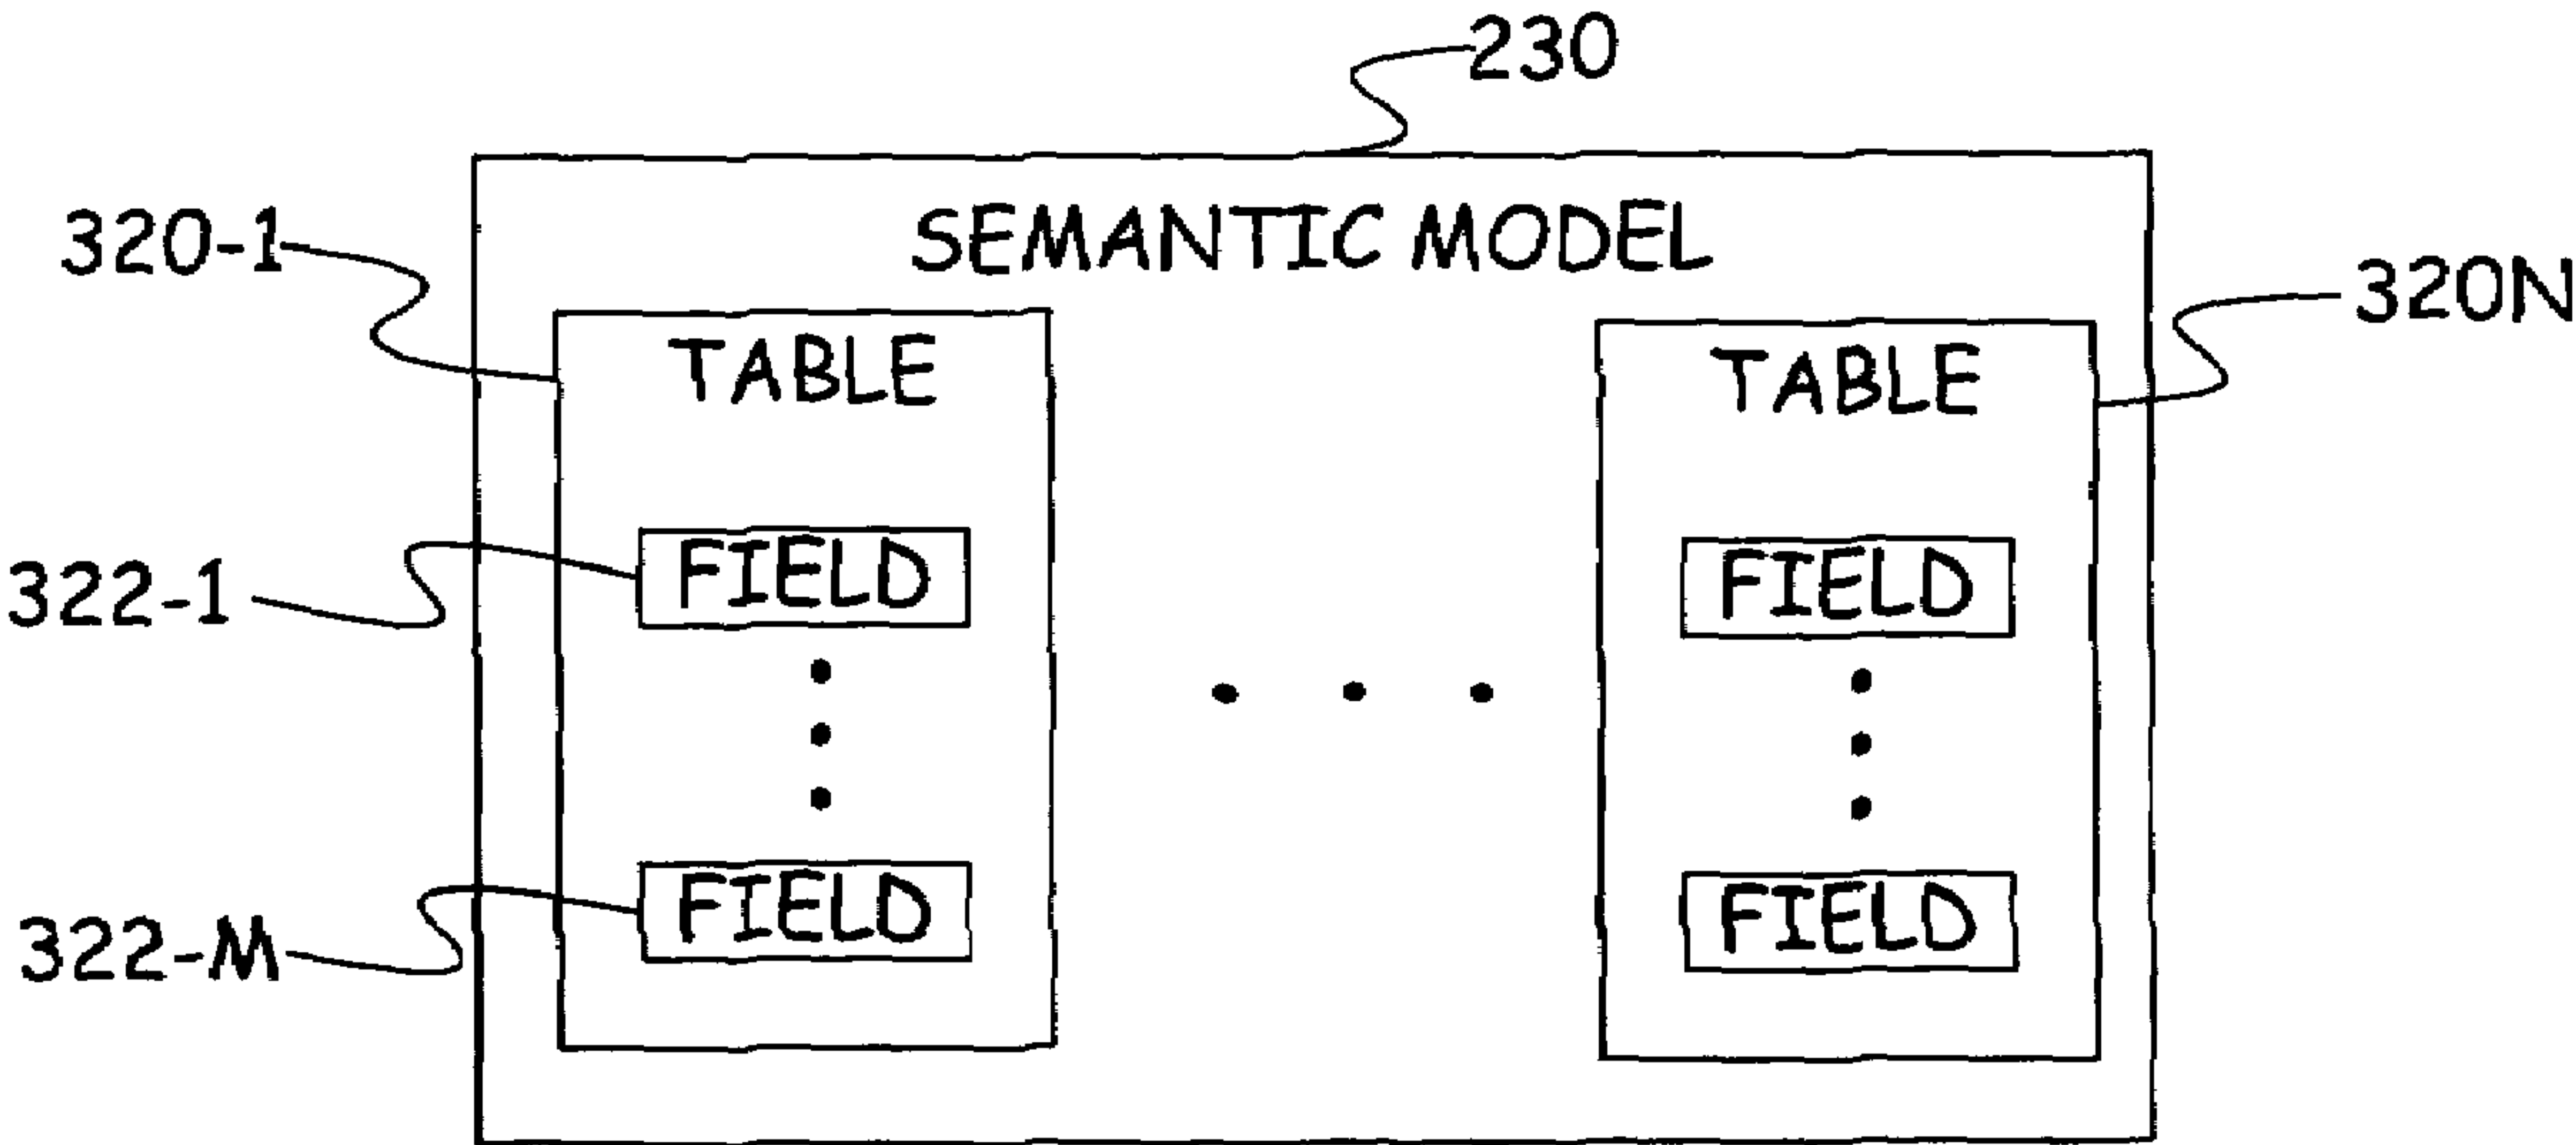 230
SEMANTIC MODEL
320-1
320N
TABLE
TABLE
322-1
FIELD
FIELD
322-M
FIELD
FIELD